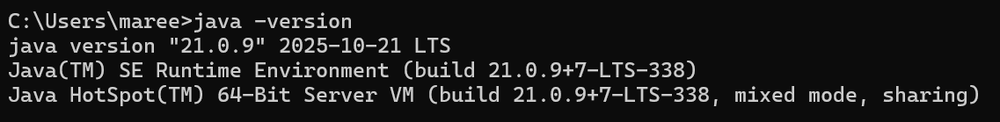 C:\Users\maree>java -version
java version "21.0.9" 2025-10-21 LTS
Java(TM) SE Runtime Environment (build 21.0.9+7-LTS-338)
Java HotSpot(TM) 64-Bit Server VM (build 21.0.9+7-LTS-338, mixed mode, sharing)